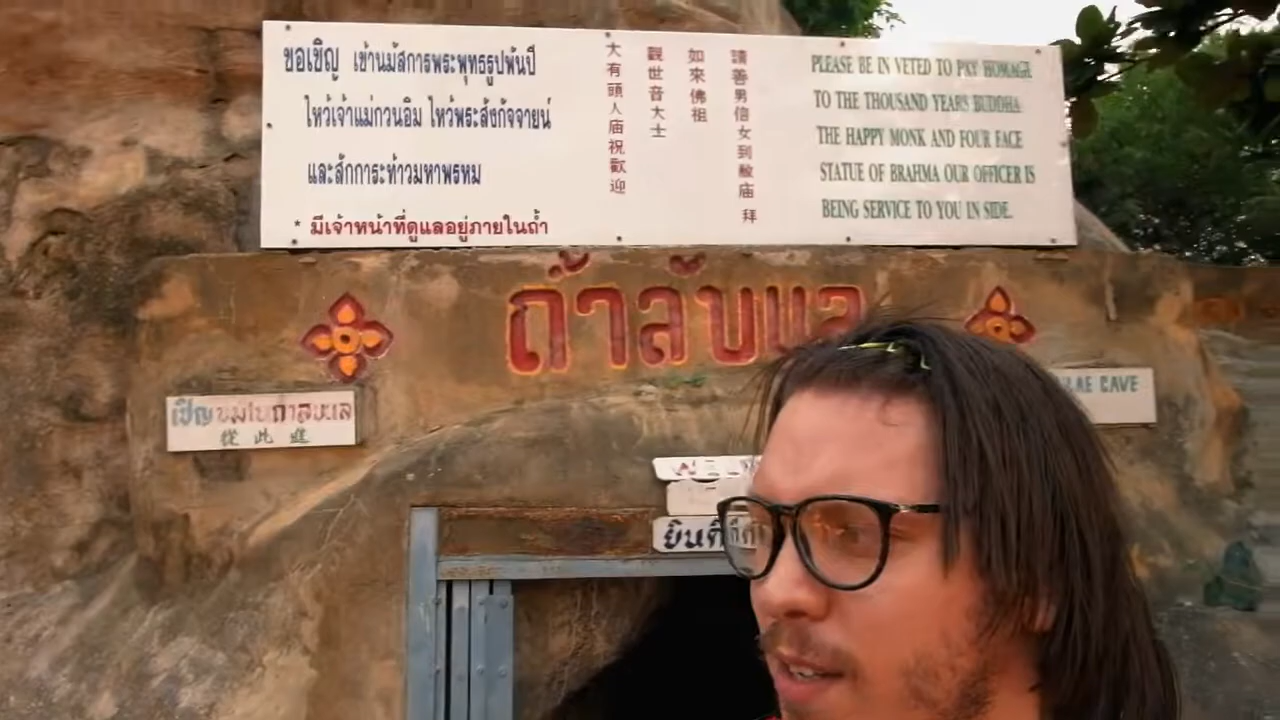 ขอเชิญ เข้านมัสการพระพุทธรูปพันปี
ไหว้เจ้าแม่กวนอิม ไหว้พระสังกัจจายน์
และสักการะท้าวมหาพรหม
* มีเจ้าหน้าที่ดูแลอยู่ภายในถ้ำ
請善男信女到敝庙 拜
如來佛祖
觀世音大士
大有頭人庙祝歡迎
PLEASE BE IN VETED TO PAY HOMAGE
TO THE THOUSAND YEARS BUDDHA
THE HAPPY MONK AND FOUR FACE
STATUE OF BRAHMA OUR OFFICER IS
BEING SERVICE TO YOU IN SIDE.
ถ้ำลับแล
從此進
CAVE